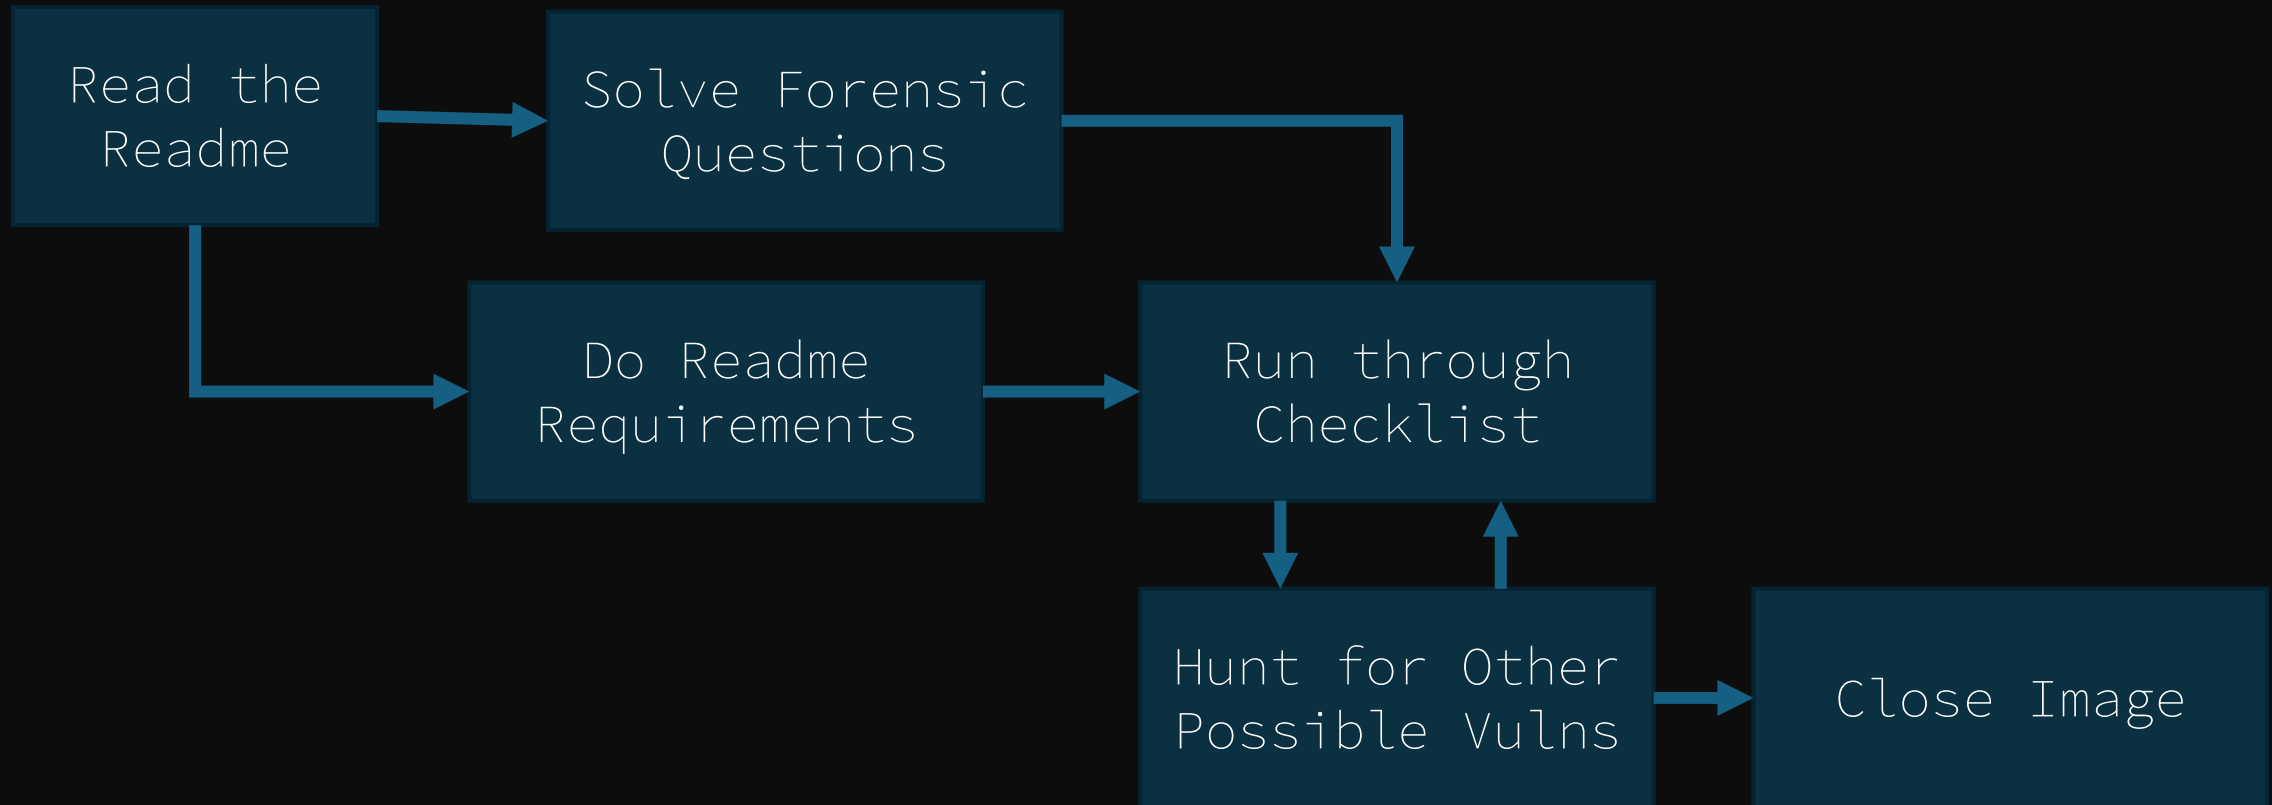 Read the
Readme
Solve Forensic
Questions
Do Readme
Requirements
Run through
Checklist
Hunt for Other
Possible Vulns
Close Image